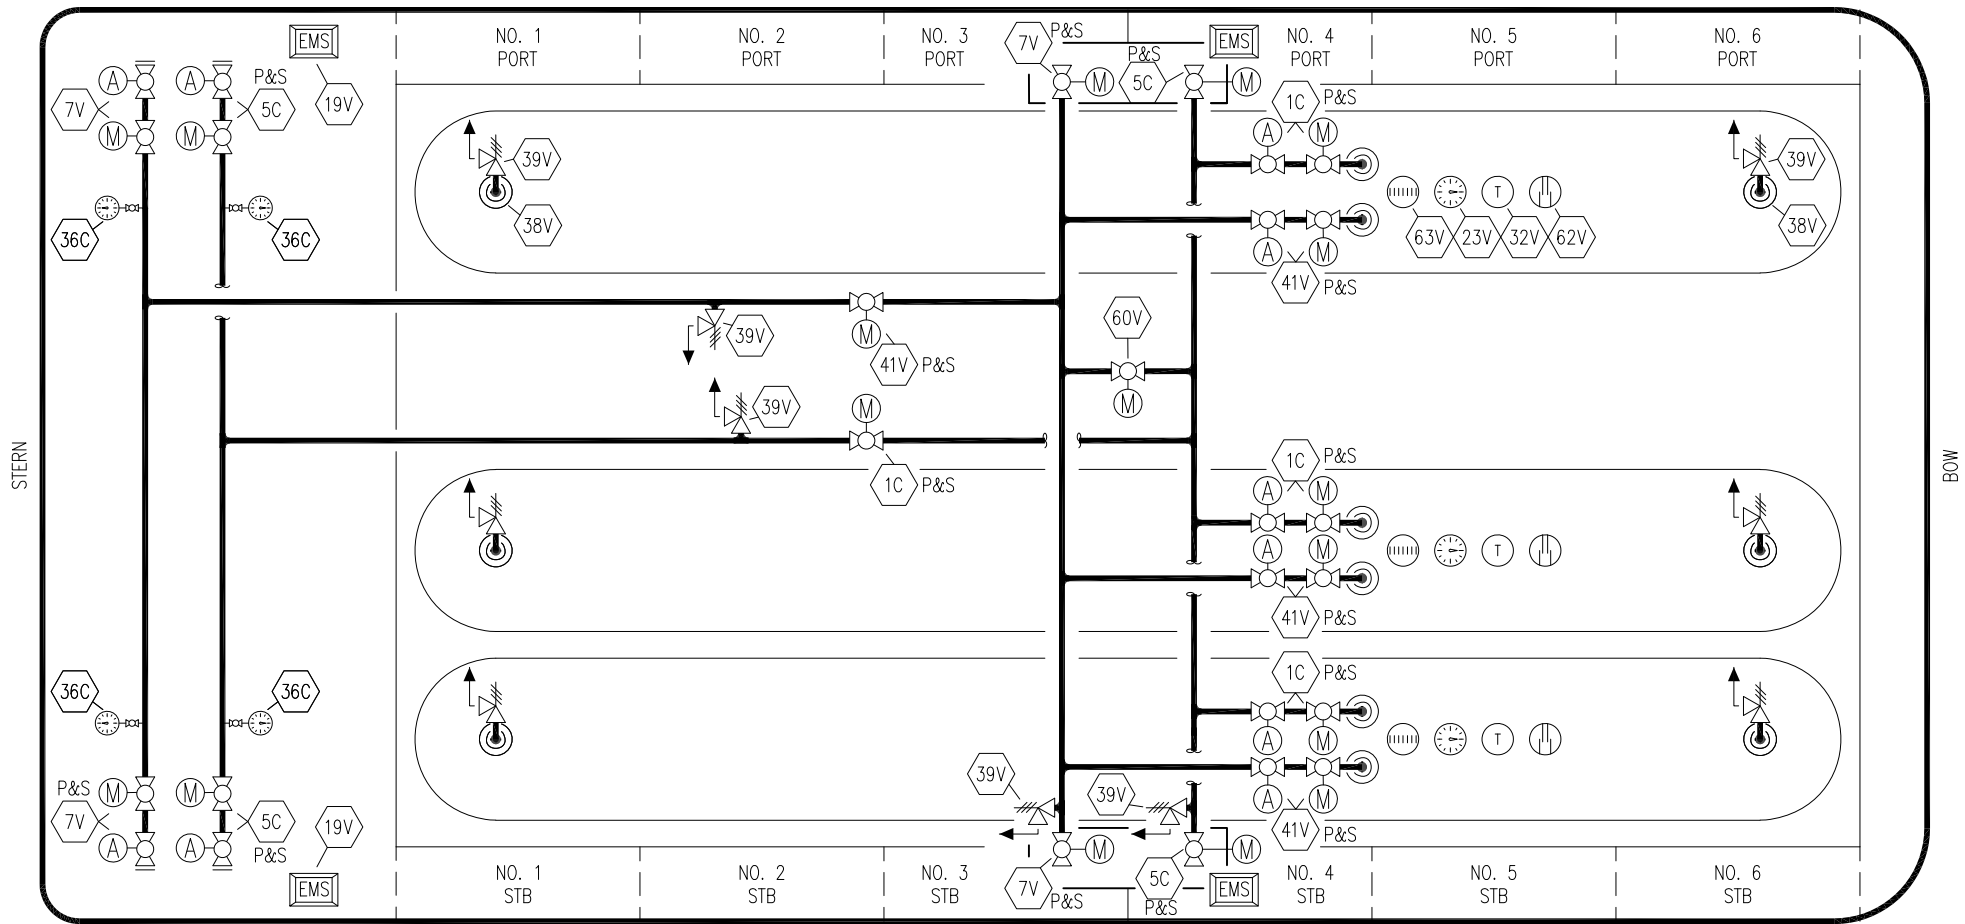 EMS
NO. 1
PORT
NO. 2
PORT
NO. 3
PORT
7V
P&S
P&S
EMS
NO. 4
PORT
NO. 5
PORT
NO. 6
PORT
A
A
P&S
7V
5C
19V
M
M
M
5C
M
1C
P&S
A
M
39V
39V
38V
38V
36C
36C
63V
23V
T
32V
62V
A
M
41V
P&S
39V
M
41V
P&S
60V
M
39V
M
1C
P&S
STERN
BOW
1C
P&S
A
M
A
M
T
41V
P&S
36C
36C
1C
P&S
A
M
T
39V
39V
A
M
41V
P&S
P&S
M
M
7V
5C
19V
A
A
P&S
M
M
EMS
NO. 1
STB
NO. 2
STB
NO. 3
STB
7V
P&S
5C
P&S
EMS
NO. 4
STB
NO. 5
STB
NO. 6
STB